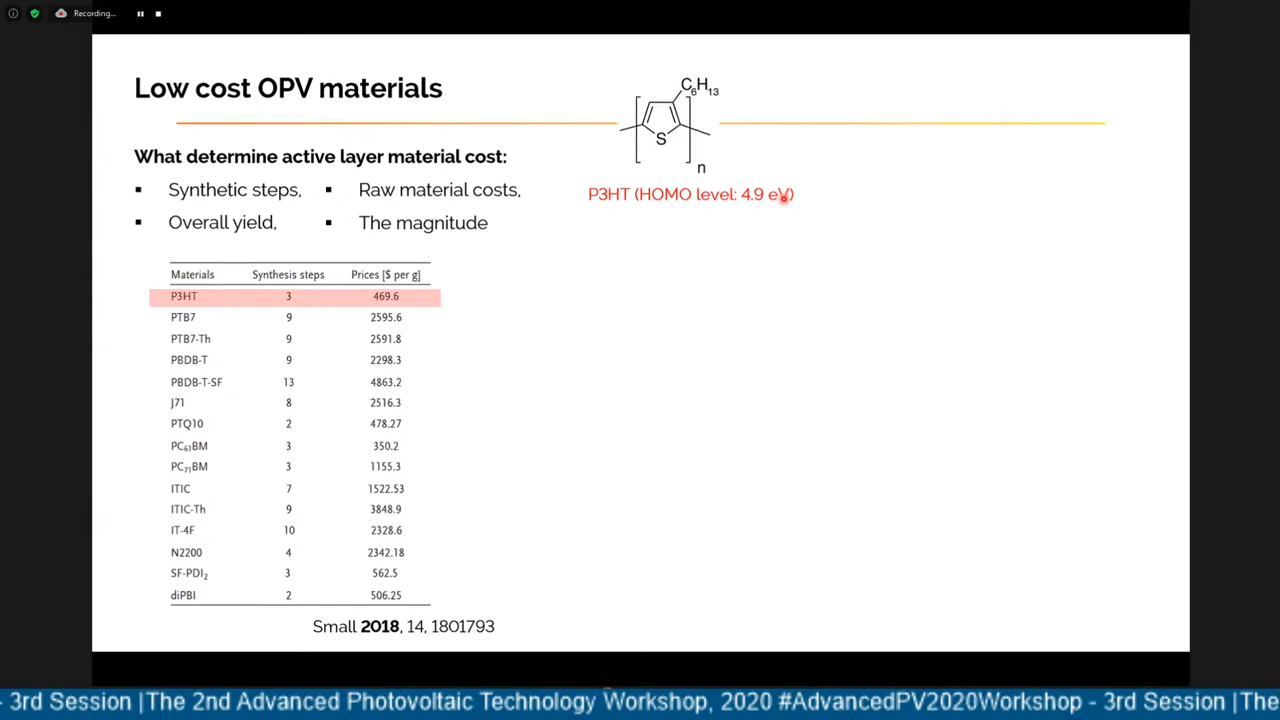 Recording...
Low cost OPV materials
C6H13
S
n
What determine active layer material cost:
▪ Synthetic steps, ▪ Raw material costs,
▪ Overall yield, ▪ The magnitude
P3HT (HOMO level: 4.9 eV)
Materials Synthesis steps Prices [$ per g]
P3HT 3 469.6
PTB7 9 2595.6
PTB7-Th 9 2591.8
PBDB-T 9 2298.3
PBDB-T-SF 13 4863.2
J71 8 2516.3
PTQ10 2 478.27
PC61BM 3 350.2
PC71BM 3 1155.3
ITIC 7 1522.53
ITIC-Th 9 3848.9
IT-4F 10 2328.6
N2200 4 2342.18
SF-PDI2 3 562.5
diPBI 2 506.25
Small 2018, 14, 1801793
- 3rd Session |The 2nd Advanced Photovoltaic Technology Workshop, 2020 #AdvancedPV2020Workshop - 3rd Session |The